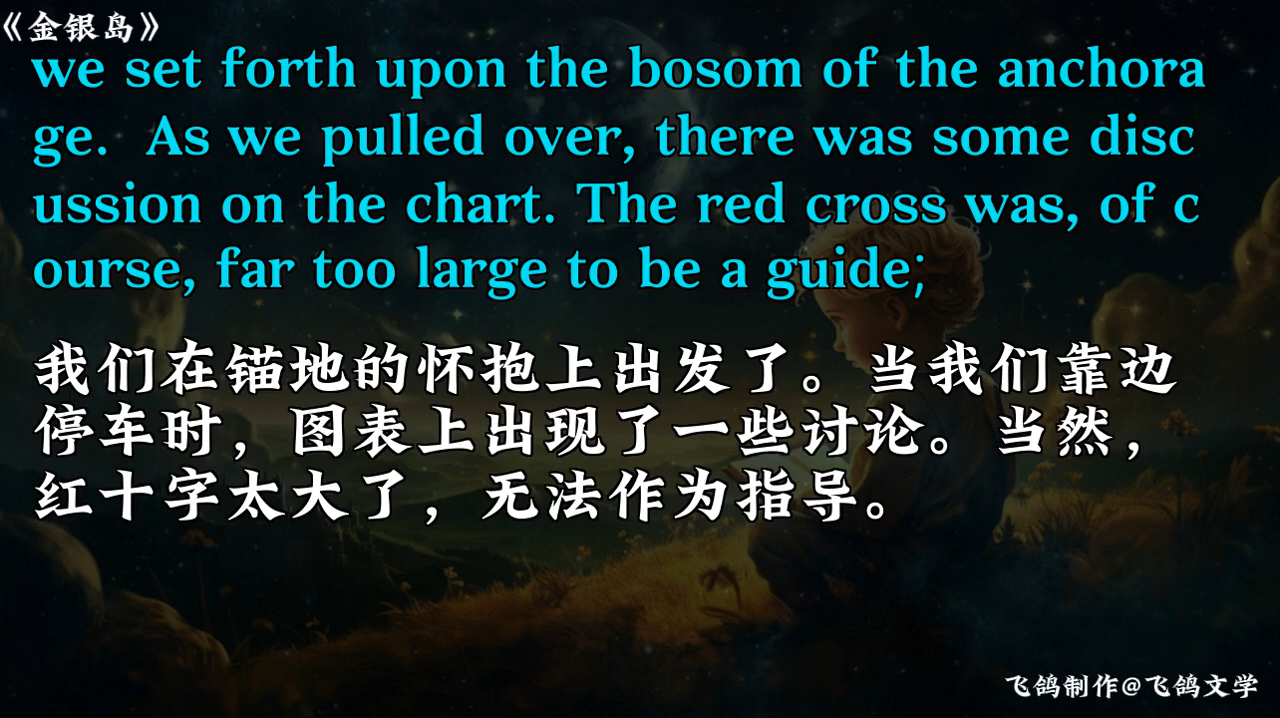 《金银岛》
we set forth upon the bosom of the anchora
ge.  As we pulled over, there was some disc
ussion on the chart. The red cross was, of c
ourse, far too large to be a guide;
我们在锚地的怀抱上出发了。当我们靠边
停车时，图表上出现了一些讨论。当然，
红十字太大了，无法作为指导。
飞鸽制作@飞鸽文学